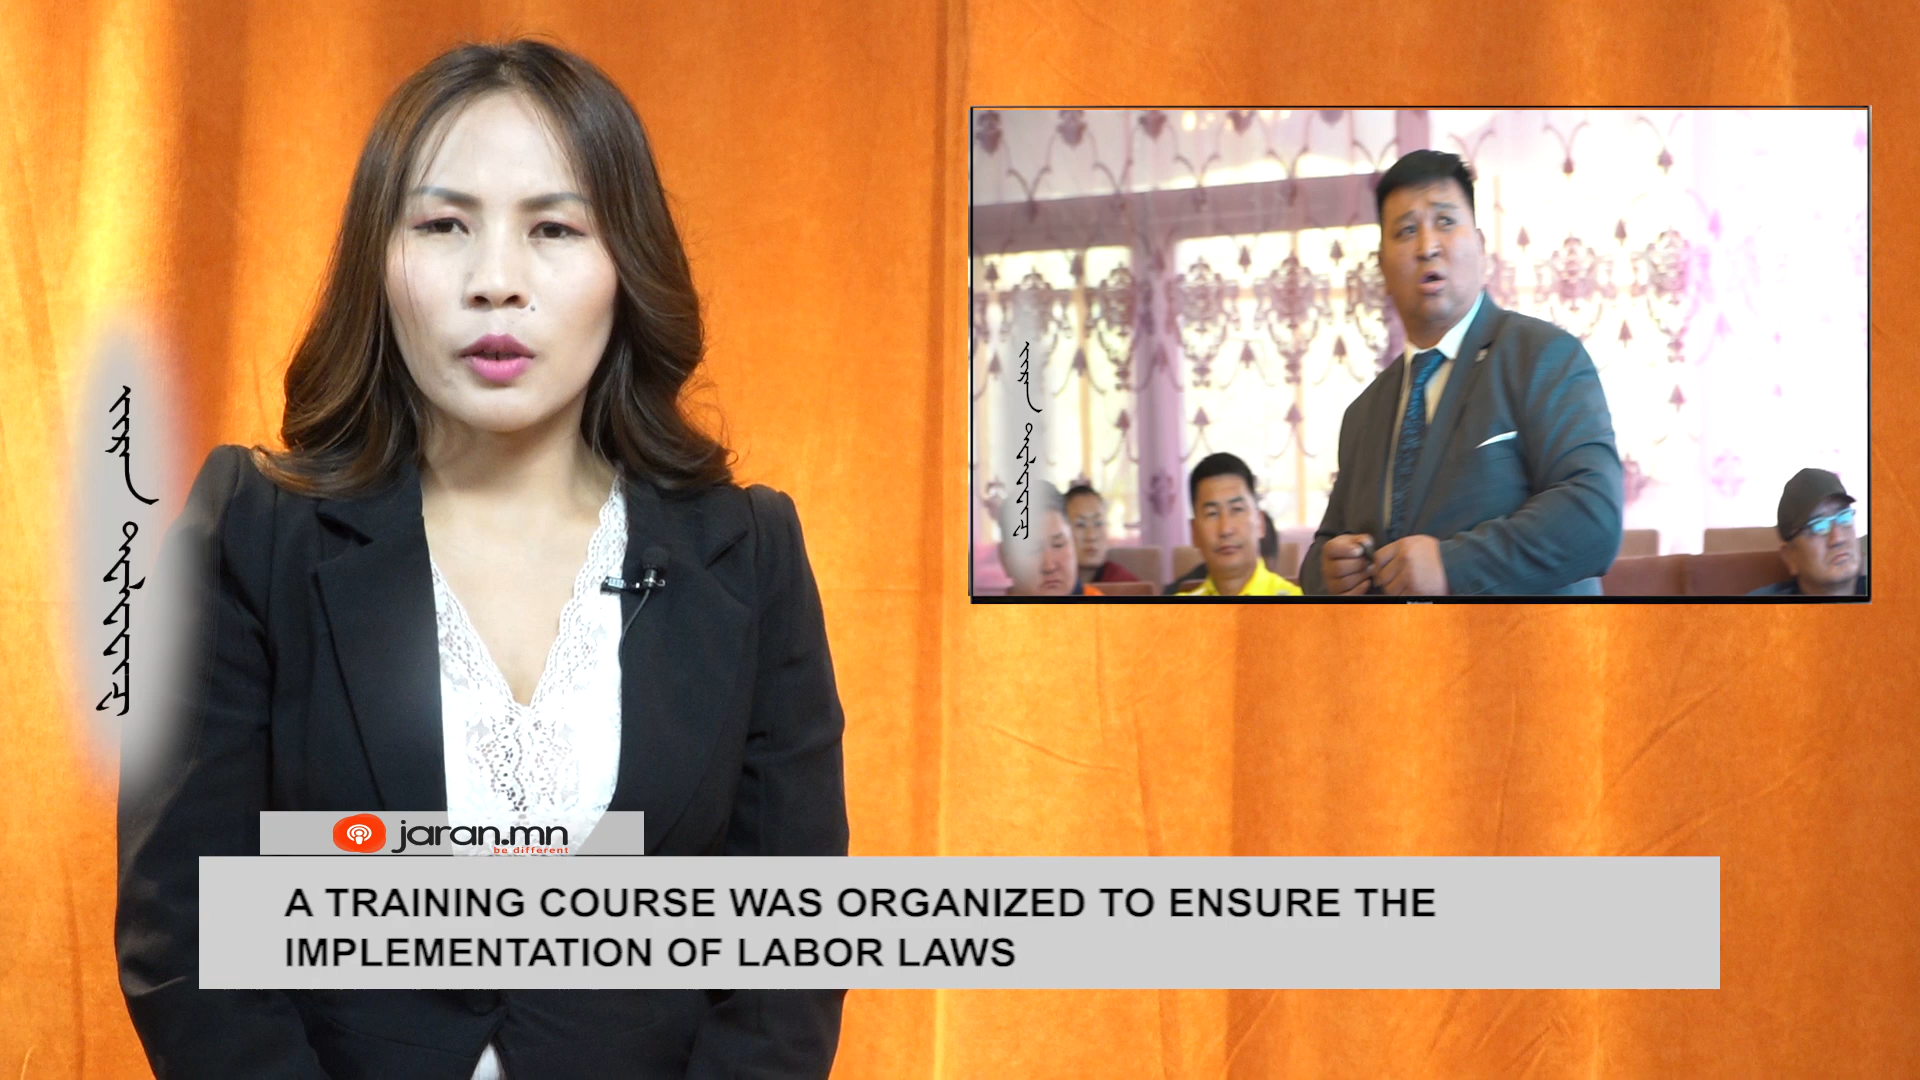 jaran.mn
be different
A TRAINING COURSE WAS ORGANIZED TO ENSURE THE
IMPLEMENTATION OF LABOR LAWS